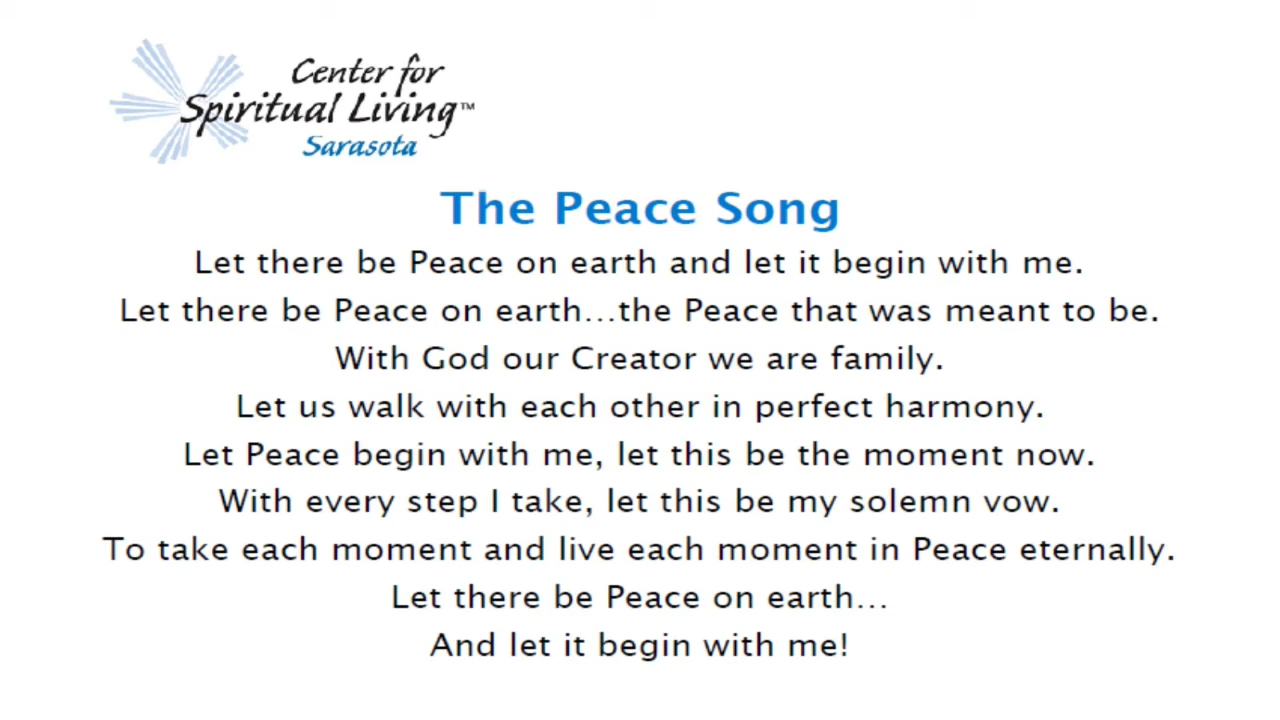 Center for
Spiritual Living™
Sarasota
The Peace Song
Let there be Peace on earth and let it begin with me.
Let there be Peace on earth...the Peace that was meant to be.
With God our Creator we are family.
Let us walk with each other in perfect harmony.
Let Peace begin with me, let this be the moment now.
With every step I take, let this be my solemn vow.
To take each moment and live each moment in Peace eternally.
Let there be Peace on earth...
And let it begin with me!